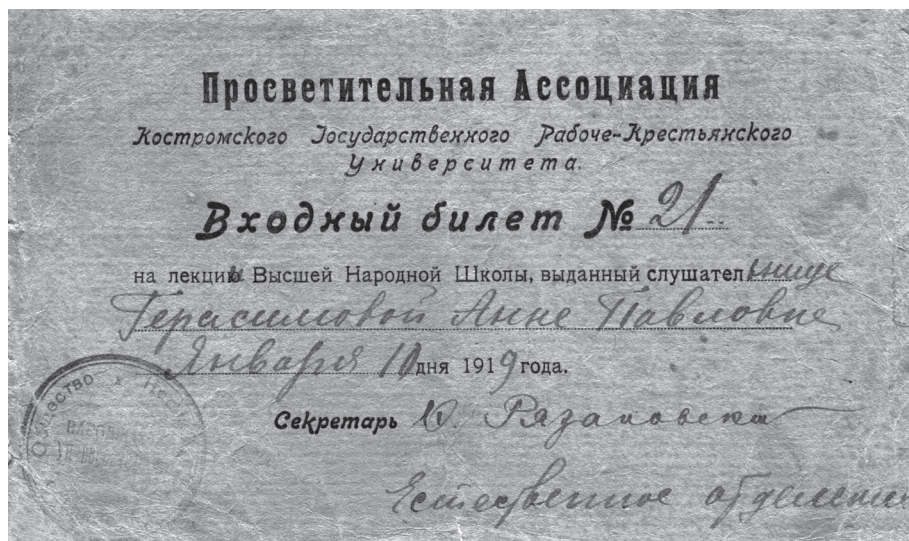 Просветительная Ассоциация
Костромского Государственного Рабоче-Крестьянского
Университета.
Входный билет № 21
на лекции Высшей Народной Школы, выданный слушательнице
Герасимовой Анне Павловне
Января 10 дня 1919 года.
Секретарь В. Рязановский
Естественное отделение